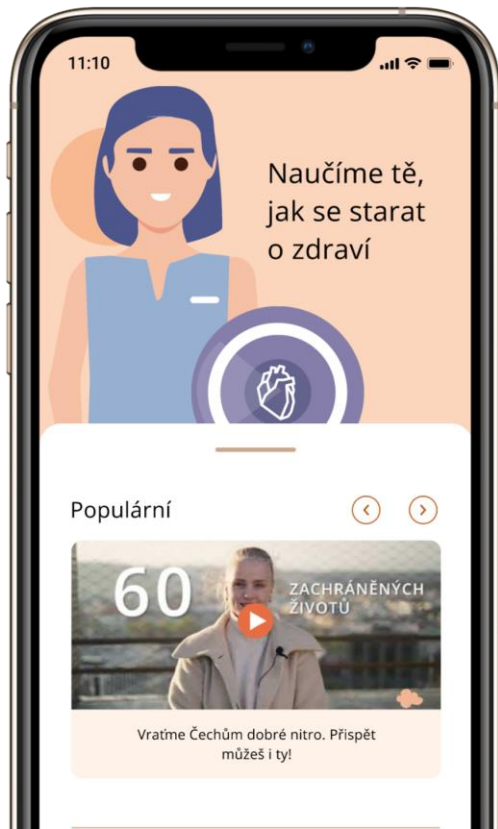 11:10
Naučíme tě,
jak se starat
o zdraví
Populární
60
ZACHRÁNĚNÝCH
ŽIVOTŮ
Vraťme Čechům dobré nitro. Přispět
můžeš i ty!